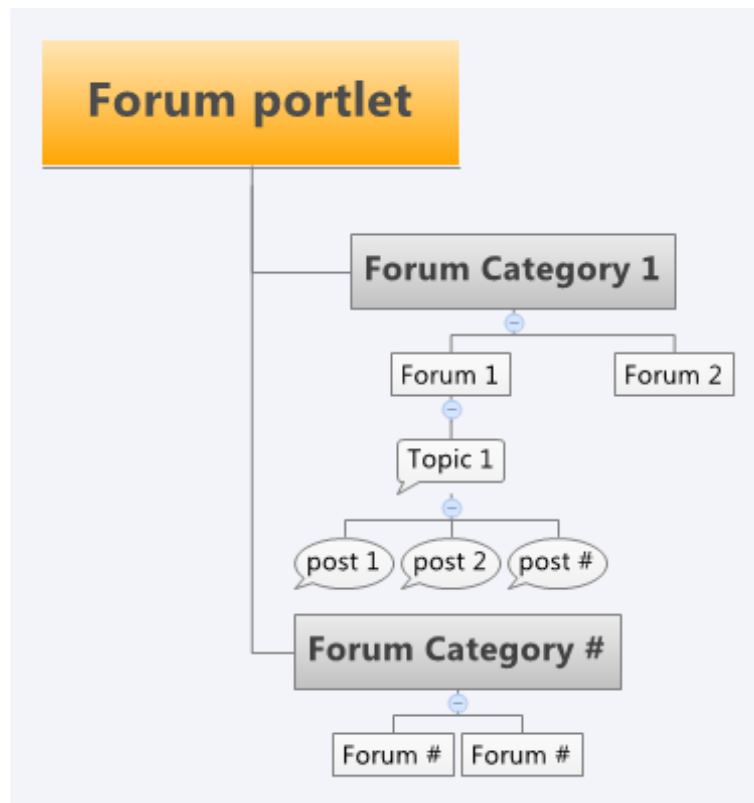 Forum portlet
Forum Category 1
Forum 1
Forum 2
Topic 1
post 1
post 2
post #
Forum Category #
Forum #
Forum #